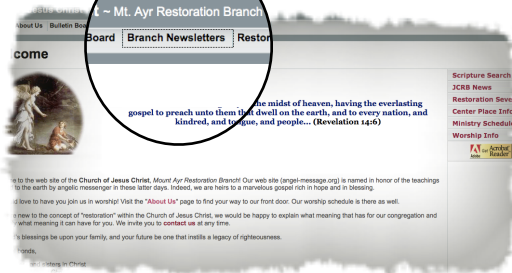 t ~ Mt. Ayr Restoration Branch
About Us Bulletin Boa
Board Branch Newsletters Restor
come
the midst of heaven, having the everlasting
gospel to preach unto them that dwell on the earth, and to every nation, and
kindred, and tongue, and people... (Revelation 14:6)
Scripture Search
JCRB News
Restoration Seve
Center Place Info
Ministry Schedul
Worship Info
Get Acrobat
Adobe Reader
e to the web site of the Church of Jesus Christ, Mount Ayr Restoration Branch! Our web site (angel-message.org) is named in honor of the teachings
to the earth by angelic messenger in these latter days. Indeed, we are heirs to a marvelous gospel rich in hope and in blessing.
d love to have you join us in worship! Visit the "About Us" page to find your way to our front door. Our worship schedule is there as well.
new to the concept of "restoration" within the Church of Jesus Christ, we would be happy to explain what meaning that has for our congregation and
what meaning it can have for you. We invite you to contact us at any time.
's blessings be upon your family, and your future be one that instills a legacy of righteousness.
onds,
and sisters in Christ